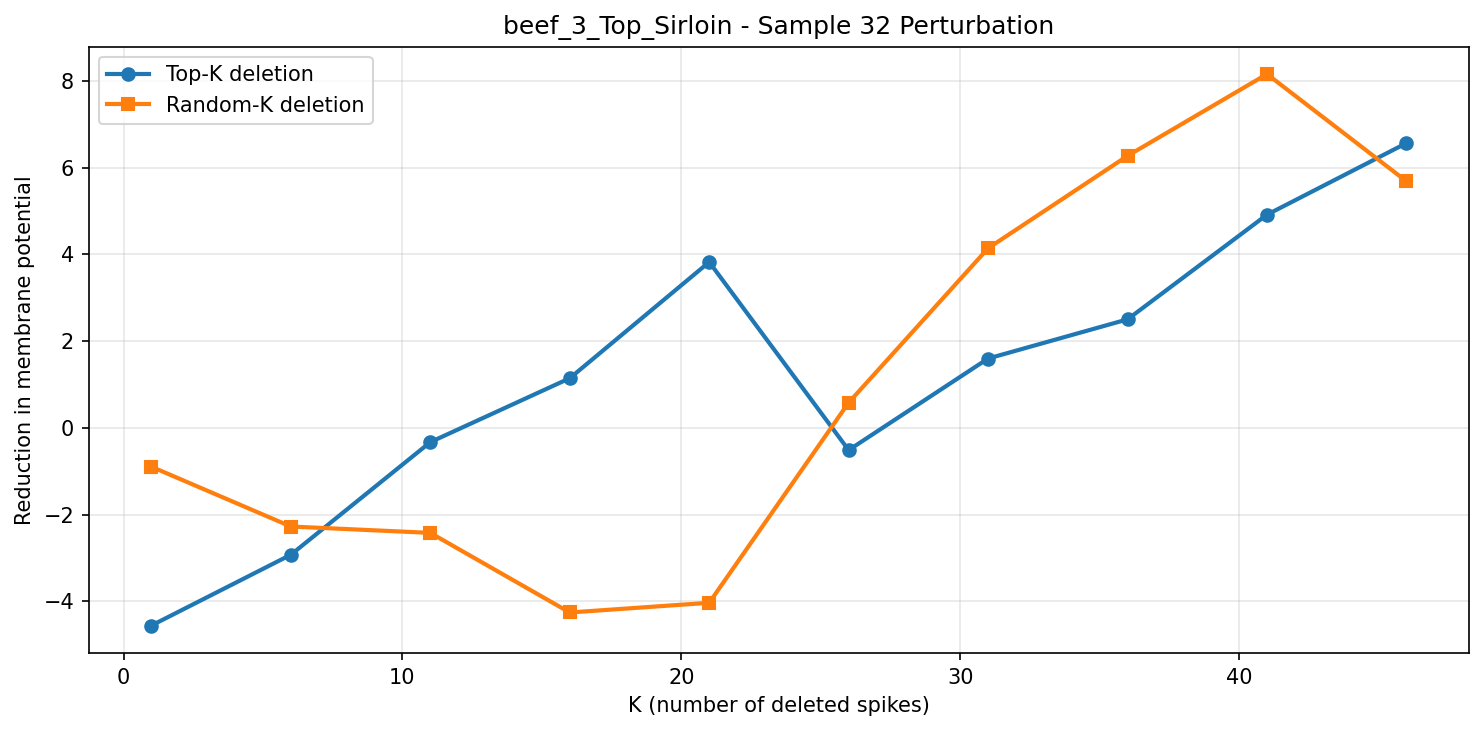 beef_3_Top_Sirloin - Sample 32 Perturbation
Top-K deletion
Random-K deletion
Reduction in membrane potential
8
6
4
2
0
−2
−4
0 10 20 30 40
K (number of deleted spikes)